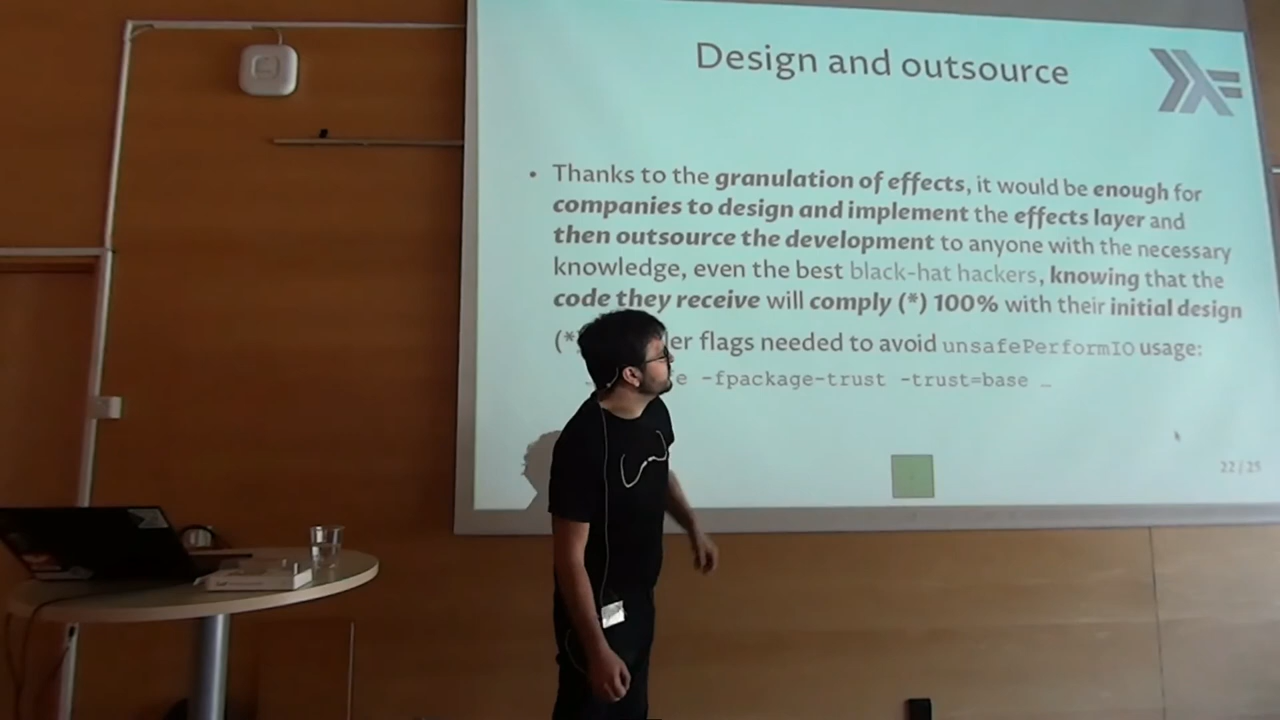 Design and outsource
• Thanks to the granulation of effects, it would be enough for
companies to design and implement the effects layer and
then outsource the development to anyone with the necessary
knowledge, even the best black-hat hackers, knowing that the
code they receive will comply (*) 100% with their initial design
(* er flags needed to avoid unsafePerformIO usage:
e -fpackage-trust -trust=base …
22 / 25